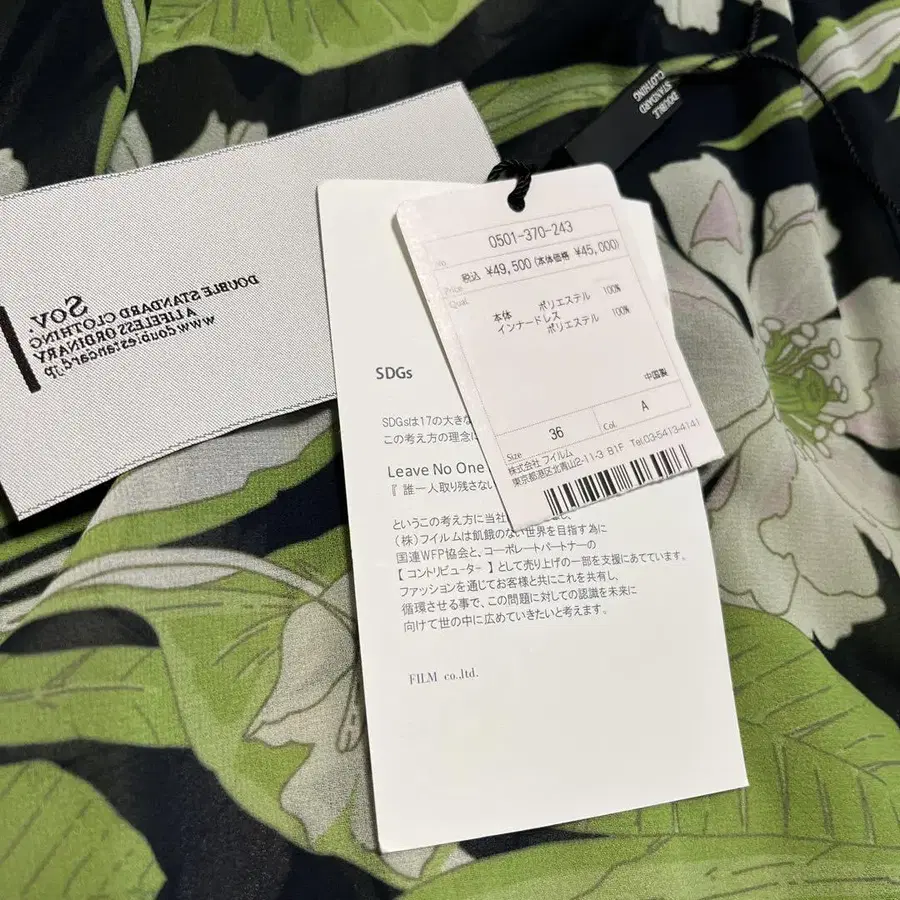 DOUBLE
STANDARD
CLOTHING
Sov.
DOUBLE STANDARD CLOTHING
A LIFELESS ORDINARY
www.doublestandard.jp
No.
0501-370-243
Price 税込 ¥49,500(本体価格 ¥45,000)
Qual.
本体 ポリエステル 100%
インナードレス
ポリエステル 100%
中国製
Size 36 Col. A
株式会社 フイルム
東京都港区北青山2-11-3 B1F Tel.03-5413-4141
SDGs
SDGsは17の大きな
この考え方の理念に
Leave No One
『 誰一人取り残さない
というこの考え方に当社
(株)フイルムは飢餓のない世界を目指す為に
国連WFP協会と、コーポレートパートナーの
【 コントリビューター 】として売り上げの一部を支援にあてています。
ファッションを通じてお客様と共にこれを共有し、
循環させる事で、この問題に対しての認識を未来に
向けて世の中に広めていきたいと考えます。
FILM co.,ltd.